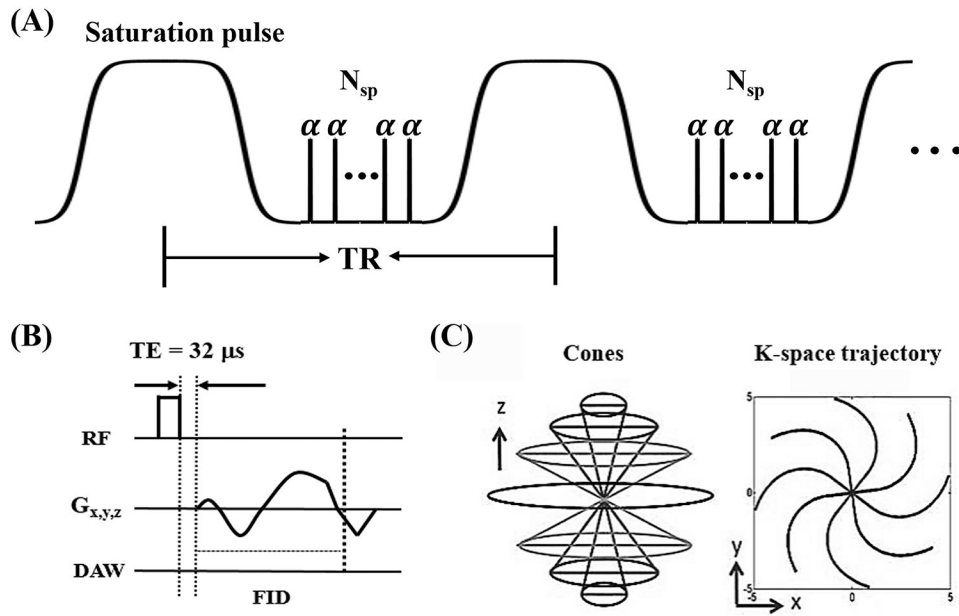 (A)
Saturation pulse
N_sp N_sp
α α α α α α α α
TR
(B) (C)
TE = 32 μs
RF
G_x,y,z
DAW
FID
Cones
z
K-space trajectory
5
0
-5
-5 0 5
y
x